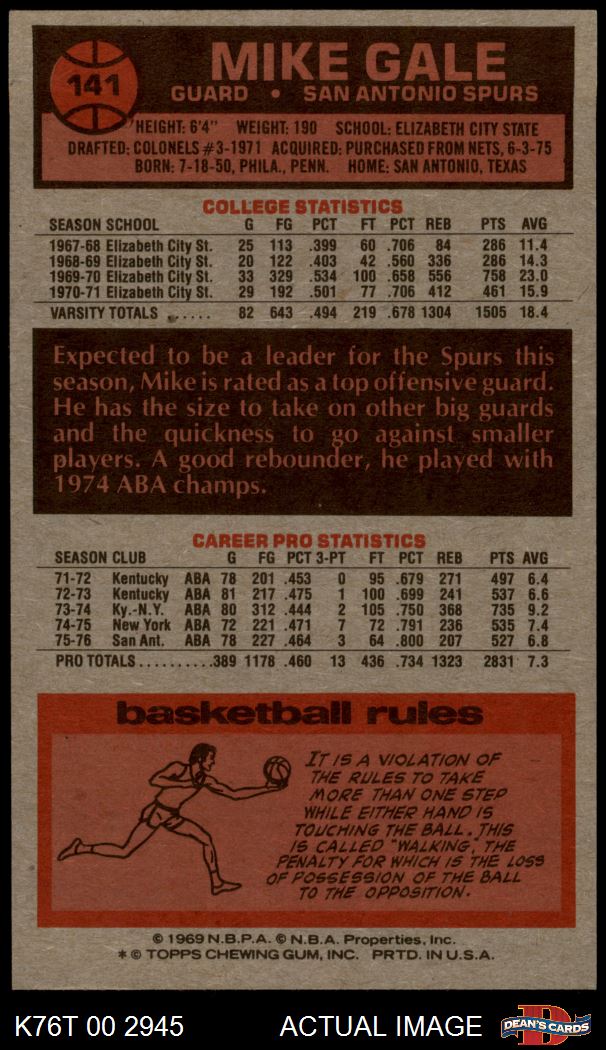 141
MIKE GALE
GUARD • SAN ANTONIO SPURS
HEIGHT: 6'4" WEIGHT: 190 SCHOOL: ELIZABETH CITY STATE
DRAFTED: COLONELS #3-1971 ACQUIRED: PURCHASED FROM NETS, 6-3-75
BORN: 7-18-50, PHILA., PENN. HOME: SAN ANTONIO, TEXAS
COLLEGE STATISTICS
SEASON SCHOOL G FG PCT FT PCT REB PTS AVG
1967-68 Elizabeth City St. 25 113 .399 60 .706 84 286 11.4
1968-69 Elizabeth City St. 20 122 .403 42 .560 336 286 14.3
1969-70 Elizabeth City St. 33 329 .534 100 .658 556 758 23.0
1970-71 Elizabeth City St. 29 192 .501 77 .706 412 461 15.9
VARSITY TOTALS ...... 82 643 .494 219 .678 1304 1505 18.4
Expected to be a leader for the Spurs this
season, Mike is rated as a top offensive guard.
He has the size to take on other big guards
and the quickness to go against smaller
players. A good rebounder, he played with
1974 ABA champs.
CAREER PRO STATISTICS
SEASON CLUB G FG PCT 3-PT FT PCT REB PTS AVG
71-72 Kentucky ABA 78 201 .453 0 95 .679 271 497 6.4
72-73 Kentucky ABA 81 217 .475 1 100 .699 241 537 6.6
73-74 Ky.-N.Y. ABA 80 312 .444 2 105 .750 368 735 9.2
74-75 New York ABA 72 221 .471 7 72 .791 236 535 7.4
75-76 San Ant. ABA 78 227 .464 3 64 .800 207 527 6.8
PRO TOTALS..........389 1178 .460 13 436 .734 1323 2831 7.3
basketball rules
IT IS A VIOLATION OF
THE RULES TO TAKE
MORE THAN ONE STEP
WHILE EITHER HAND IS
TOUCHING THE BALL. THIS
IS CALLED "WALKING", THE
PENALTY FOR WHICH IS THE LOSS
OF POSSESSION OF THE BALL
TO THE OPPOSITION.
© 1969 N.B.P.A. © N.B.A. Properties, Inc.
* © TOPPS CHEWING GUM, INC. PRTD. IN U.S.A.
K76T 00 2945 ACTUAL IMAGE DEAN'S CARDS